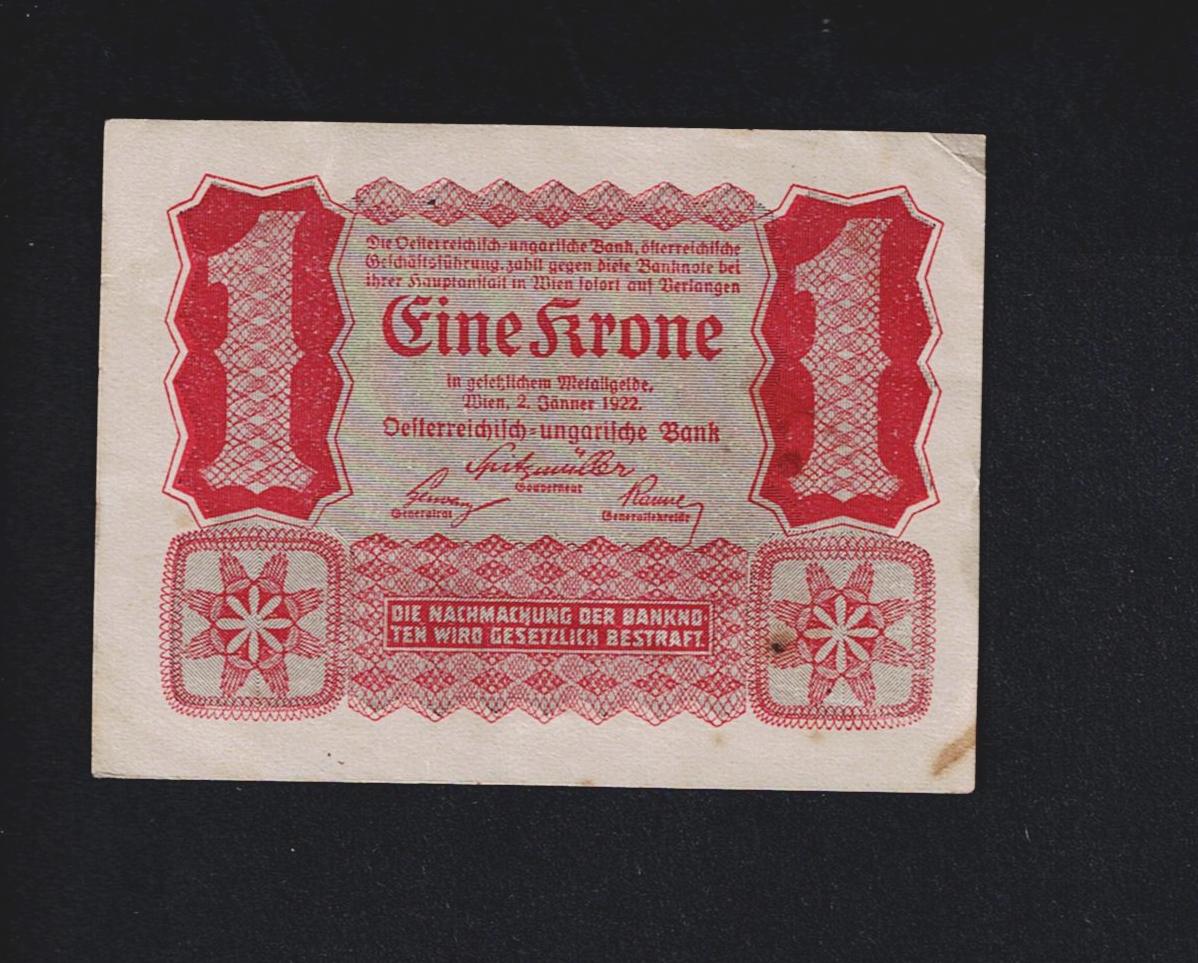 1
1
Die Oesterreichisch-ungarische Bank, österreichische
Geschäftsführung, zahlt gegen diese Banknote bei
ihrer Hauptanstalt in Wien sofort auf Verlangen
Eine Krone
in gesetzlichem Metallgelde.
Wien, 2. Jänner 1922.
Oesterreichisch-ungarische Bank
Spitzmüller
Gouverneur
Generalrat
Generalsekretär
DIE NACHMACHUNG DER BANKNO
TEN WIRD GESETZLICH BESTRAFT.